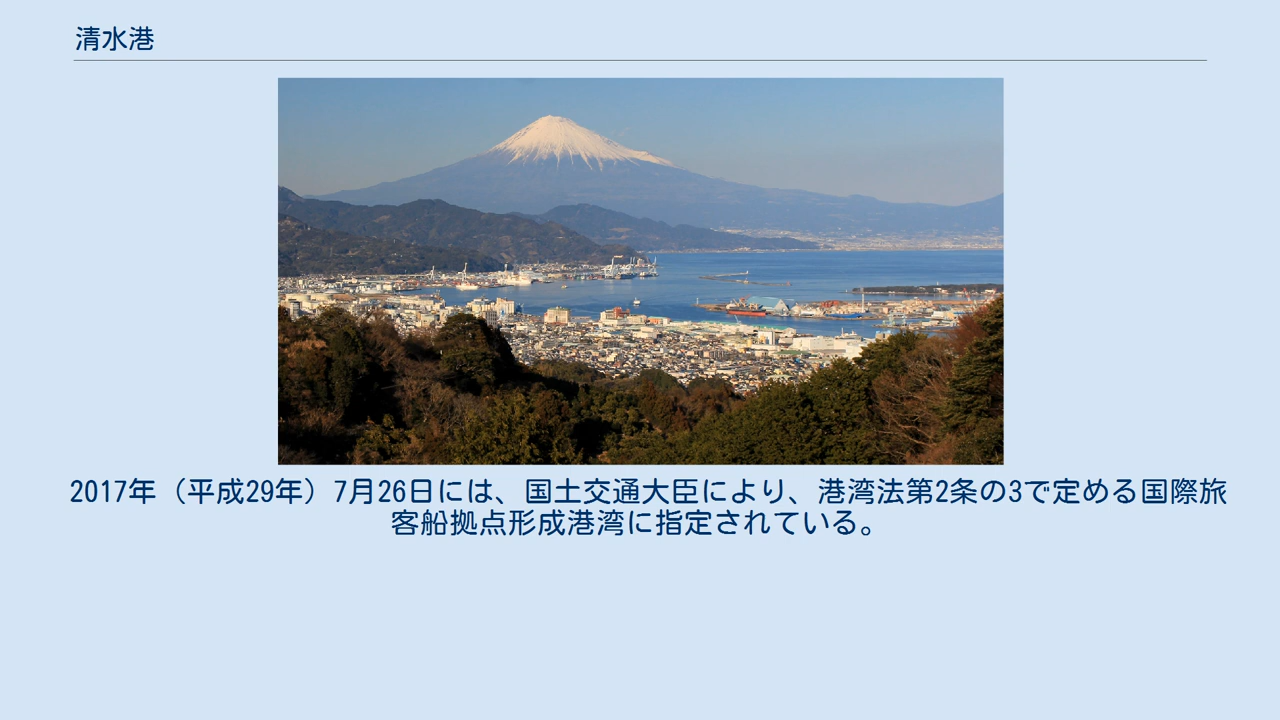 清水港
2017年（平成29年）7月26日には、国土交通大臣により、港湾法第2条の3で定める国際旅
客船拠点形成港湾に指定されている。